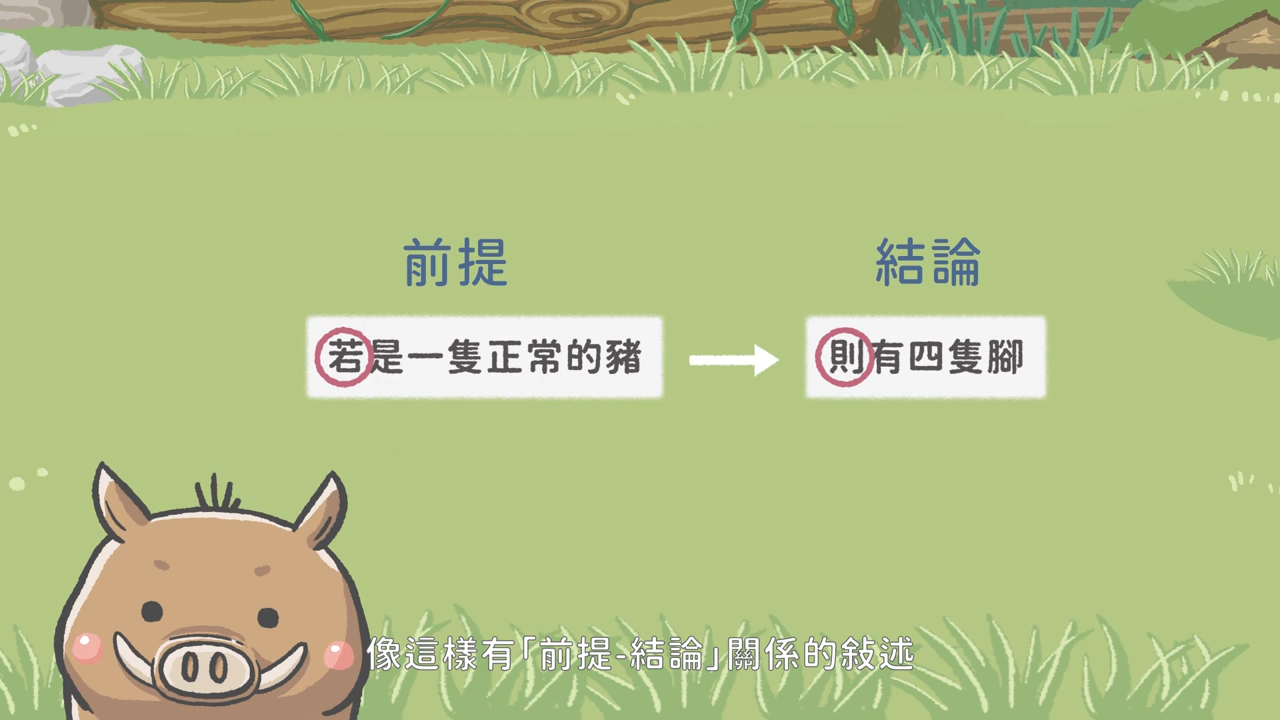 前提
結論
若是一隻正常的豬
則有四隻腳
像這樣有「前提-結論」關係的敍述